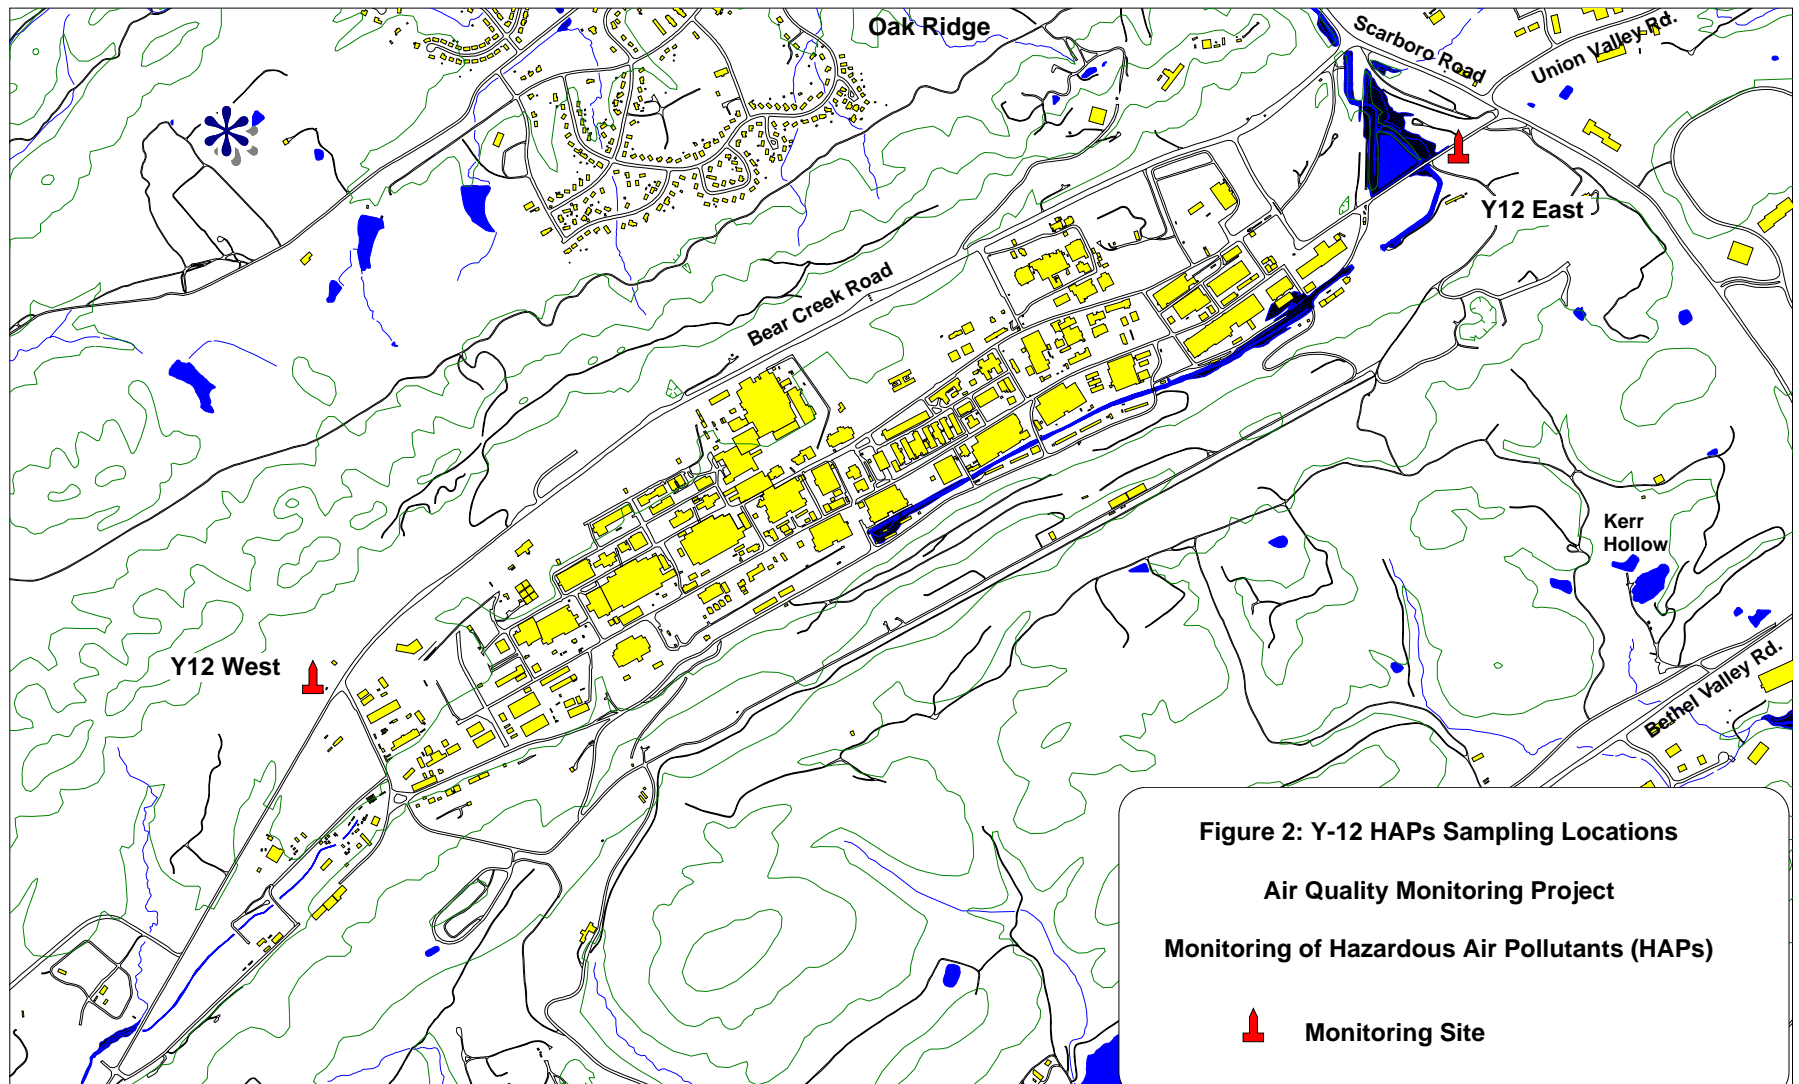 Oak Ridge
Scarboro Road
Union Valley Rd.
Y12 East
Bear Creek Road
Kerr
Hollow
Y12 West
Bethel Valley Rd.
Figure 2: Y-12 HAPs Sampling Locations
Air Quality Monitoring Project
Monitoring of Hazardous Air Pollutants (HAPs)
Monitoring Site